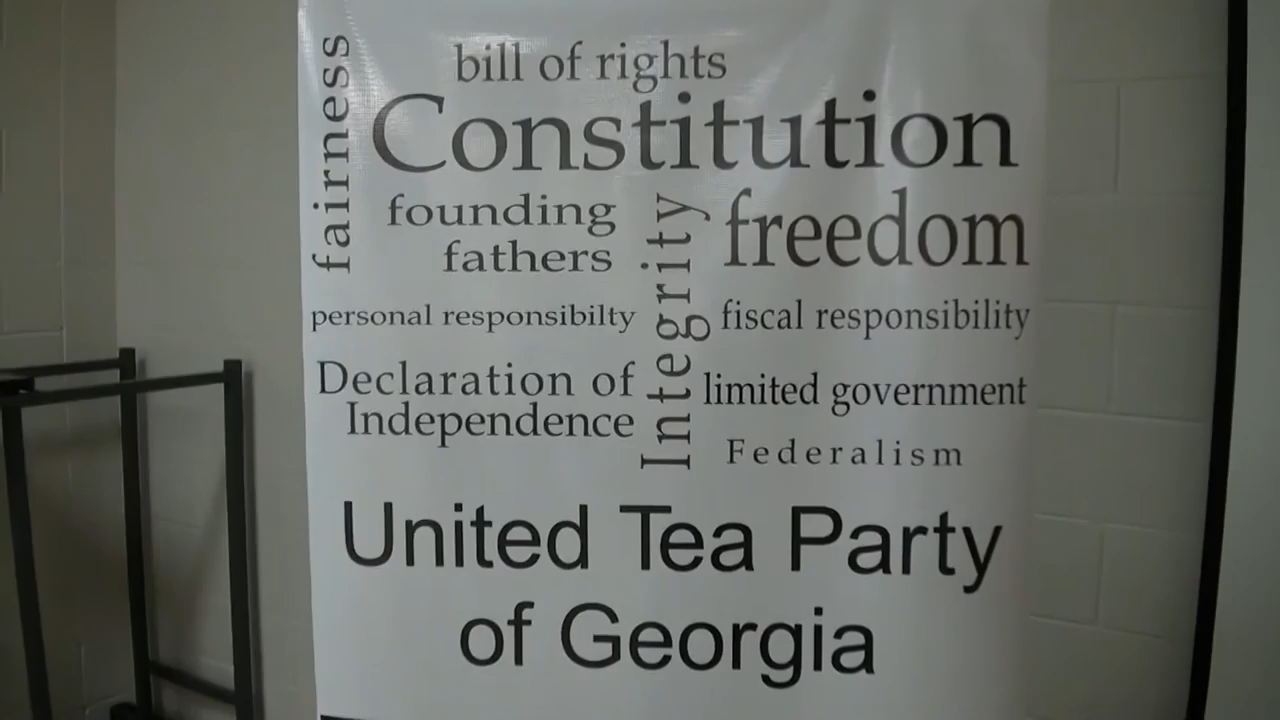 fairness
bill of rights
Constitution
founding
fathers
Integrity
freedom
personal responsibilty
fiscal responsibility
Declaration of
Independence
limited government
Federalism
United Tea Party
of Georgia